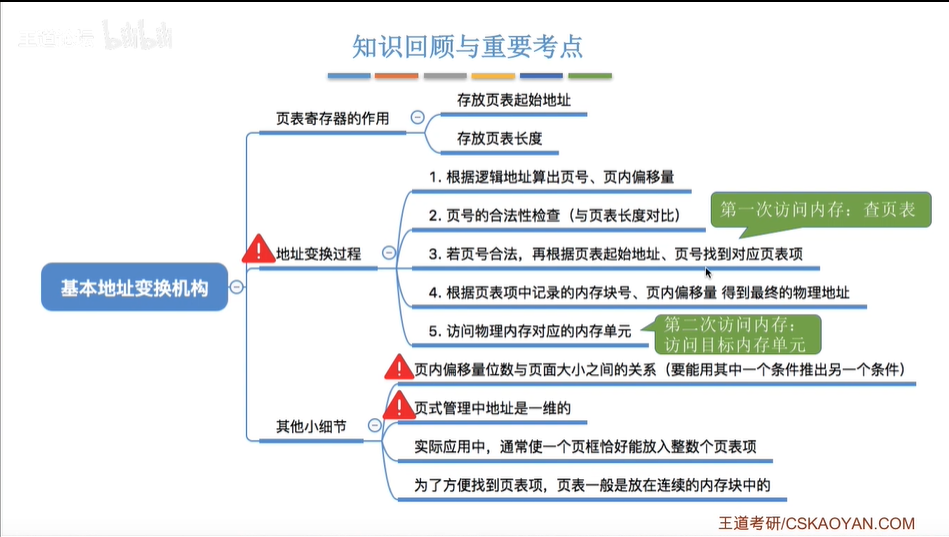 知识回顾与重要考点
存放页表起始地址
页表寄存器的作用
存放页表长度
1. 根据逻辑地址算出页号、页内偏移量
2. 页号的合法性检查（与页表长度对比）
第一次访问内存：查页表
地址变换过程
3. 若页号合法，再根据页表起始地址、页号找到对应页表项
基本地址变换机构
4. 根据页表项中记录的内存块号、页内偏移量 得到最终的物理地址
5. 访问物理内存对应的内存单元
第二次访问内存：
访问目标内存单元
页内偏移量位数与页面大小之间的关系（要能用其中一个条件推出另一个条件）
页式管理中地址是一维的
其他小细节
实际应用中，通常使一个页框恰好能放入整数个页表项
为了方便找到页表项，页表一般是放在连续的内存块中的
王道考研/CSKAOYAN.COM